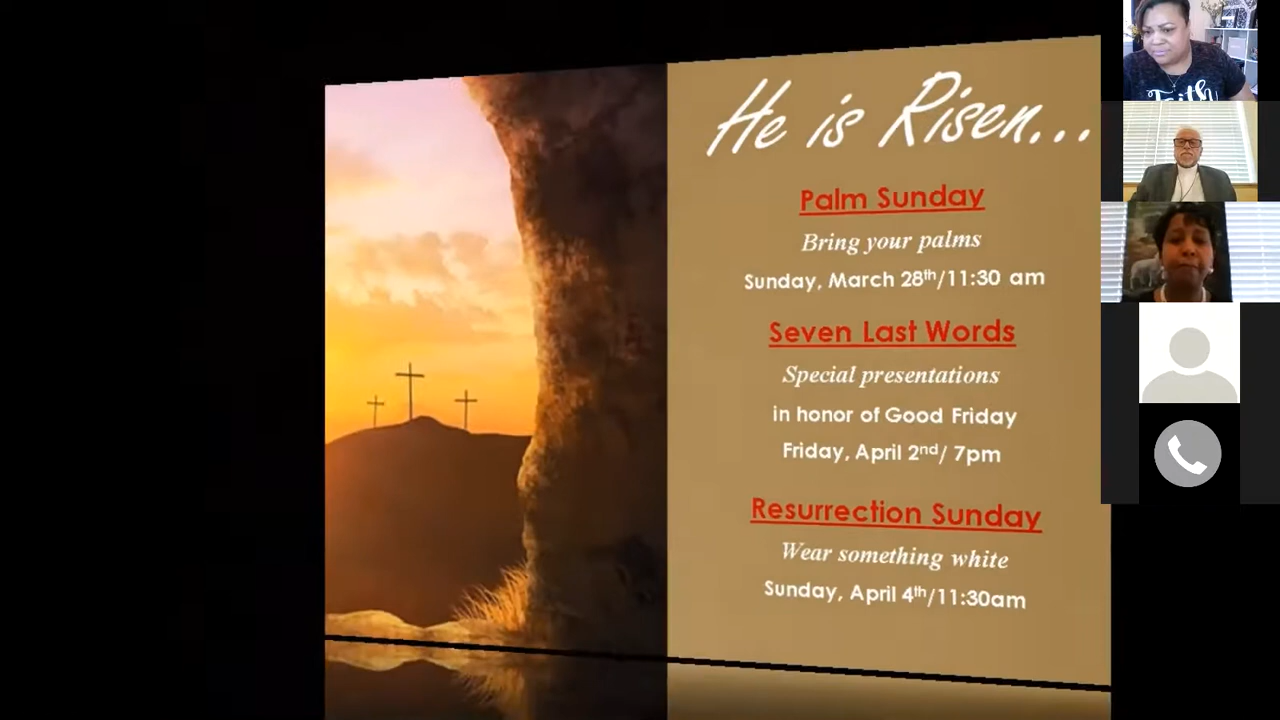 He is Risen...
Palm Sunday
Bring your palms
Sunday, March 28th/11:30 am
Seven Last Words
Special presentations
in honor of Good Friday
Friday, April 2nd/ 7pm
Resurrection Sunday
Wear something white
Sunday, April 4th/11:30am
Faith